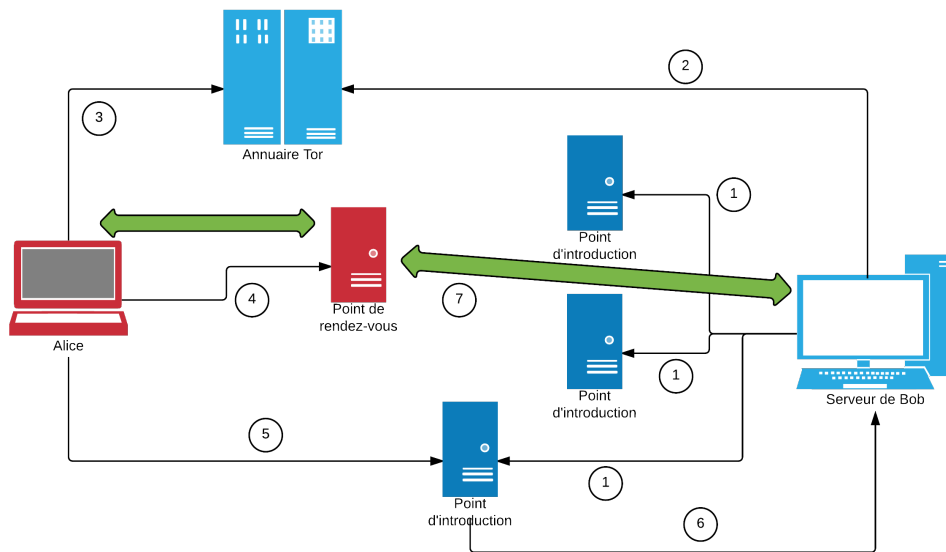 2
3
Annuaire Tor
1
Point
d'introduction
4
7
Point de
rendez-vous
Alice
1
Point
d'introduction
Serveur de Bob
5
1
Point
d'introduction
6